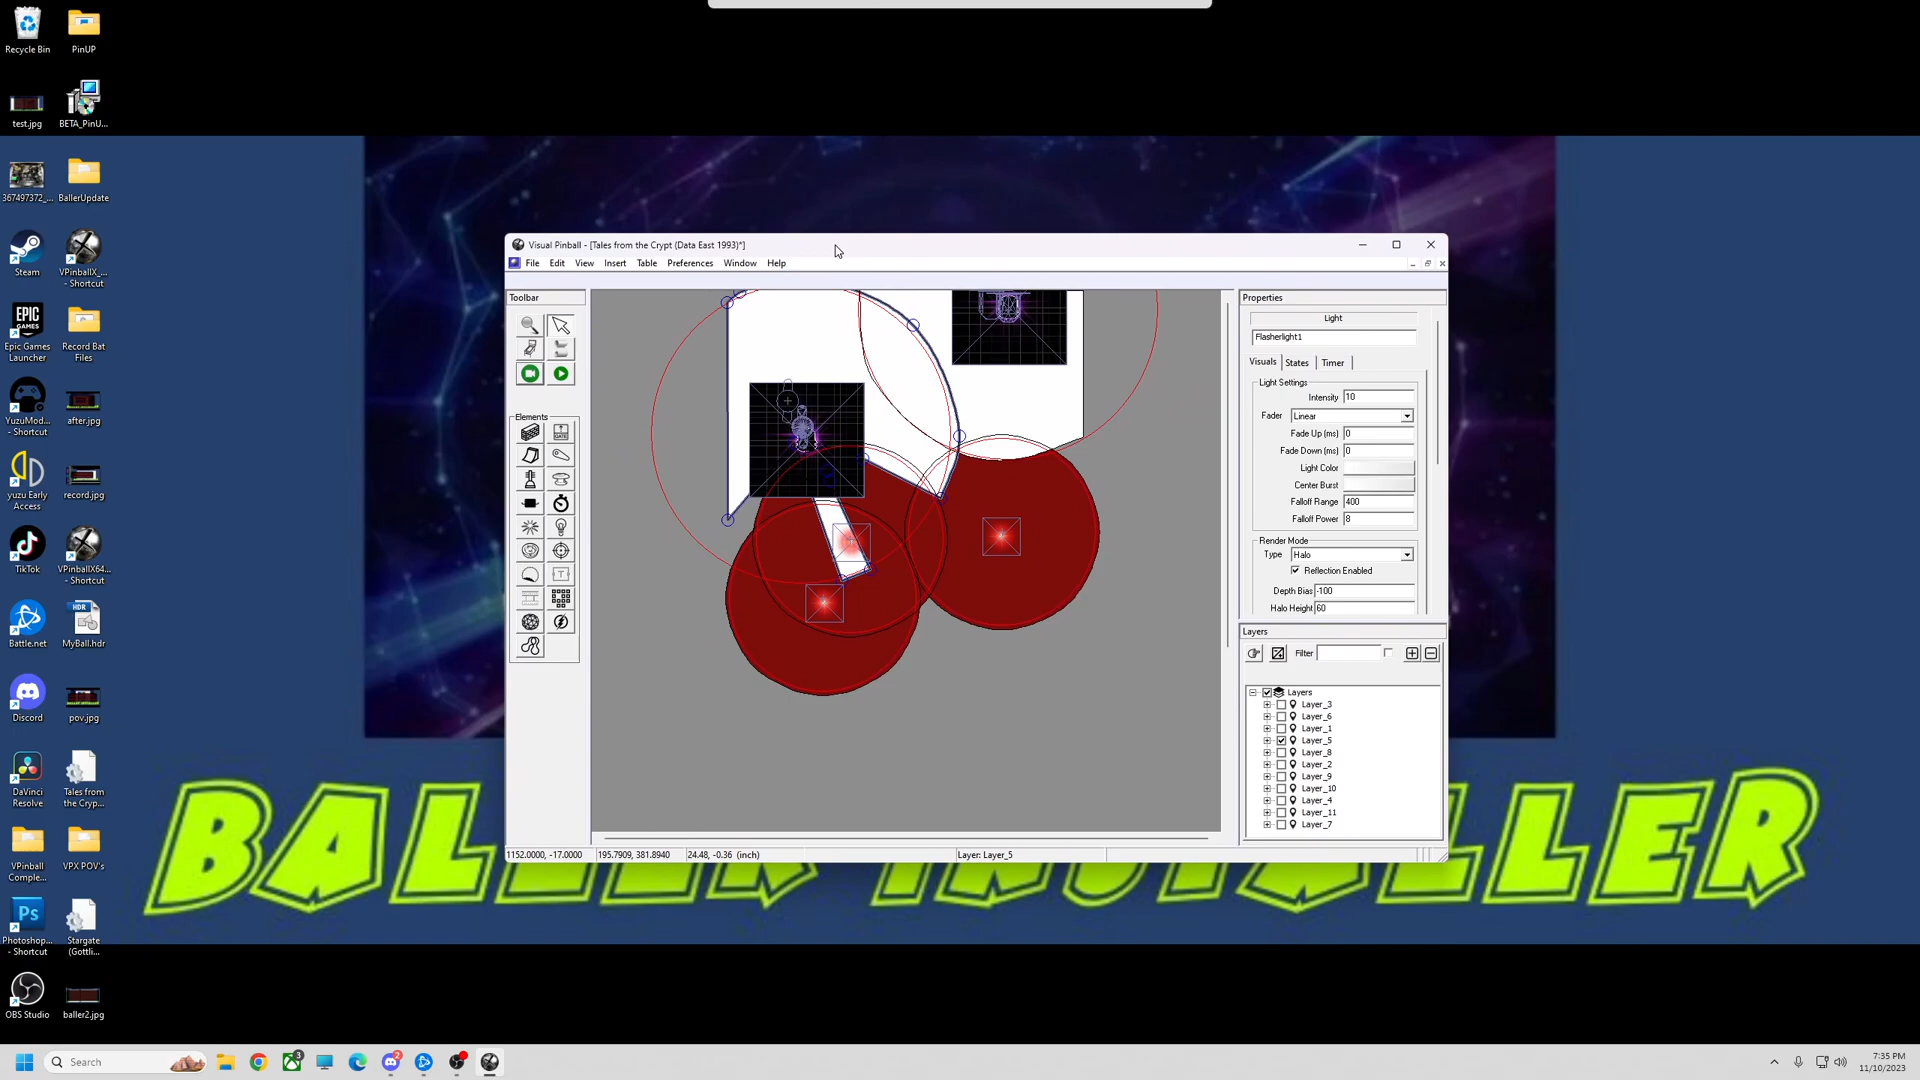 Recycle Bin
PinUP
test.jpg
BETA_PinU...
367497372_...
BallerUpdate
Steam
VPinballX_...
- Shortcut
Epic Games
Launcher
Record Bat
Files
YuzuMod...
- Shortcut
after.jpg
yuzu Early
Access
record.jpg
TikTok
VPinballX64...
- Shortcut
Battle.net
MyBall.hdr
Discord
pov.jpg
DaVinci
Resolve
Tales from
the Cryp...
VPinball
Comple...
VPX POV's
Photoshop...
- Shortcut
Stargate
(Gottli...
OBS Studio
baller2.jpg
Visual Pinball - [Tales from the Crypt (Data East 1993)*]
File Edit View Insert Table Preferences Window Help
Toolbar
Elements
Properties
Light
Flasherlight1
Visuals States Timer
Light Settings
Intensity 10
Fader Linear
Fade Up (ms) 0
Fade Down (ms) 0
Light Color
Center Burst
Falloff Range 400
Falloff Power 8
Render Mode
Type Halo
Reflection Enabled
Depth Bias -100
Halo Height 60
Layers
Filter
Layers
Layer_3
Layer_6
Layer_1
Layer_5
Layer_8
Layer_2
Layer_9
Layer_10
Layer_4
Layer_11
Layer_7
1152.0000, -17.0000 195.7909, 381.8940 24.48, -0.36 (inch) Layer: Layer_5
Search
7:35 PM
11/10/2023